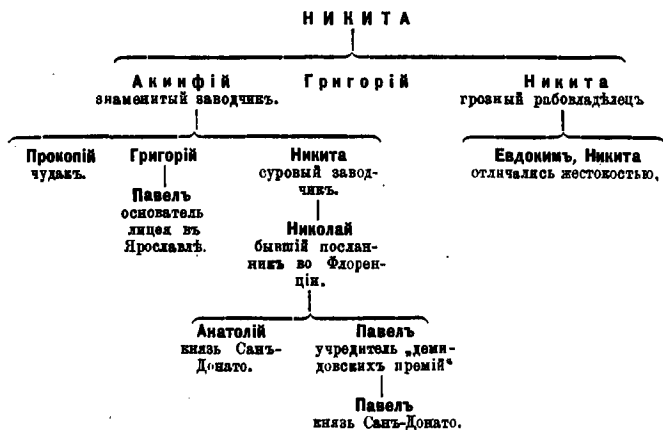 НИКИТА
Акинфій Григорій Никита
знаменитый заводчикъ. грозный рабовладѣлецъ
Прокопій Григорій Никита Евдокимъ, Никита
чудакъ. суровый завод- отличались жестокостью,
чикъ.
Павелъ
основатель Николай
лицея въ бывшій послан-
Ярославлѣ. никъ во Флорен-
ціи.
Анатолій Павелъ
князь Санъ- учредитель „деми-
Донато. довскихъ премій“
Павелъ
князь Санъ-Донато.